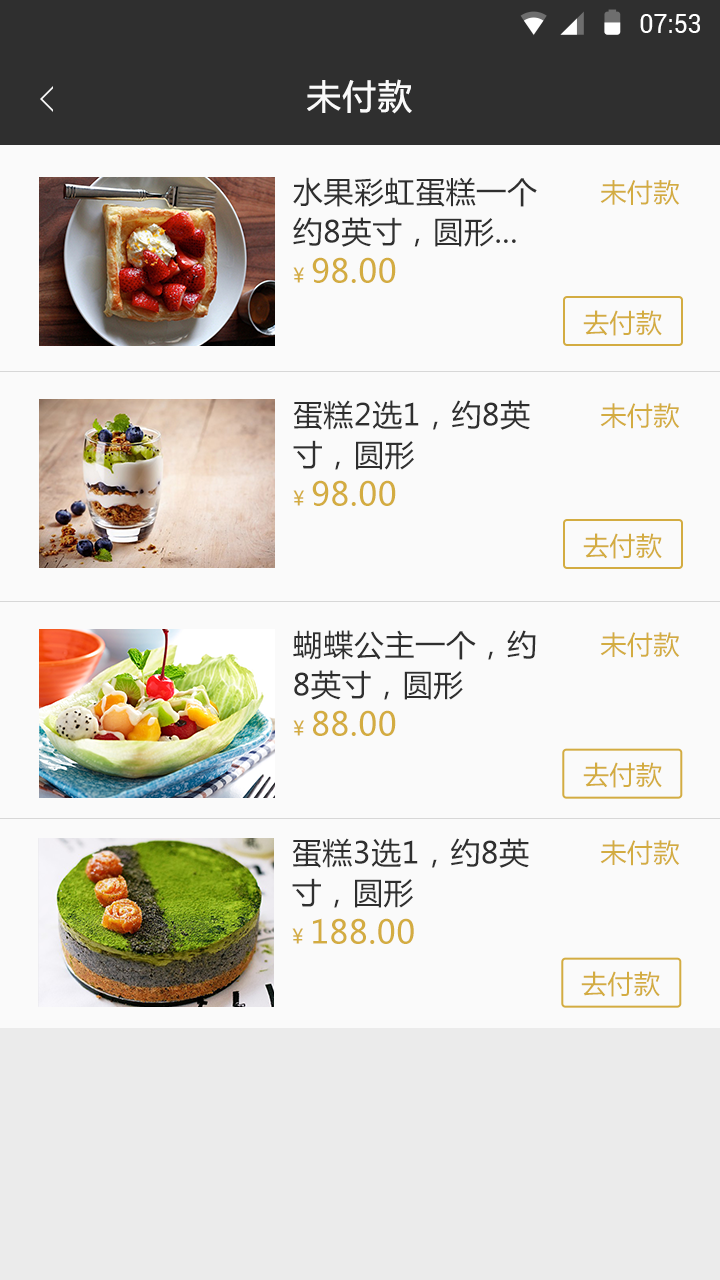 07:53
未付款
水果彩虹蛋糕一个
未付款
约8英寸，圆形...
¥ 98.00
去付款
蛋糕2选1，约8英
未付款
寸，圆形
¥ 98.00
去付款
蝴蝶公主一个，约
未付款
8英寸，圆形
¥ 88.00
去付款
蛋糕3选1，约8英
未付款
寸，圆形
¥ 188.00
去付款